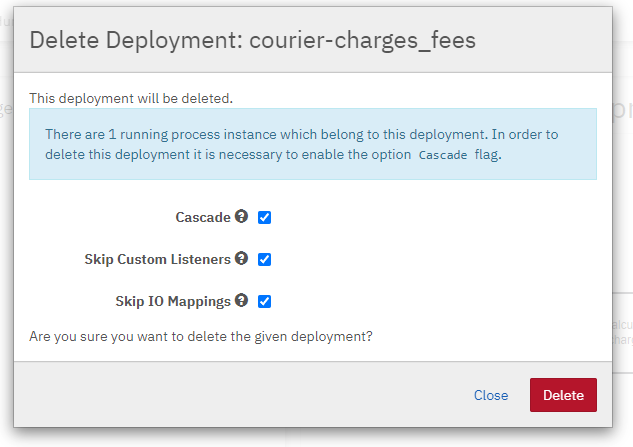 Delete Deployment: courier-charges_fees
This deployment will be deleted.
There are 1 running process instance which belong to this deployment. In order to
delete this deployment it is necessary to enable the option Cascade flag.
Cascade
Skip Custom Listeners
Skip IO Mappings
Are you sure you want to delete the given deployment?
Close Delete